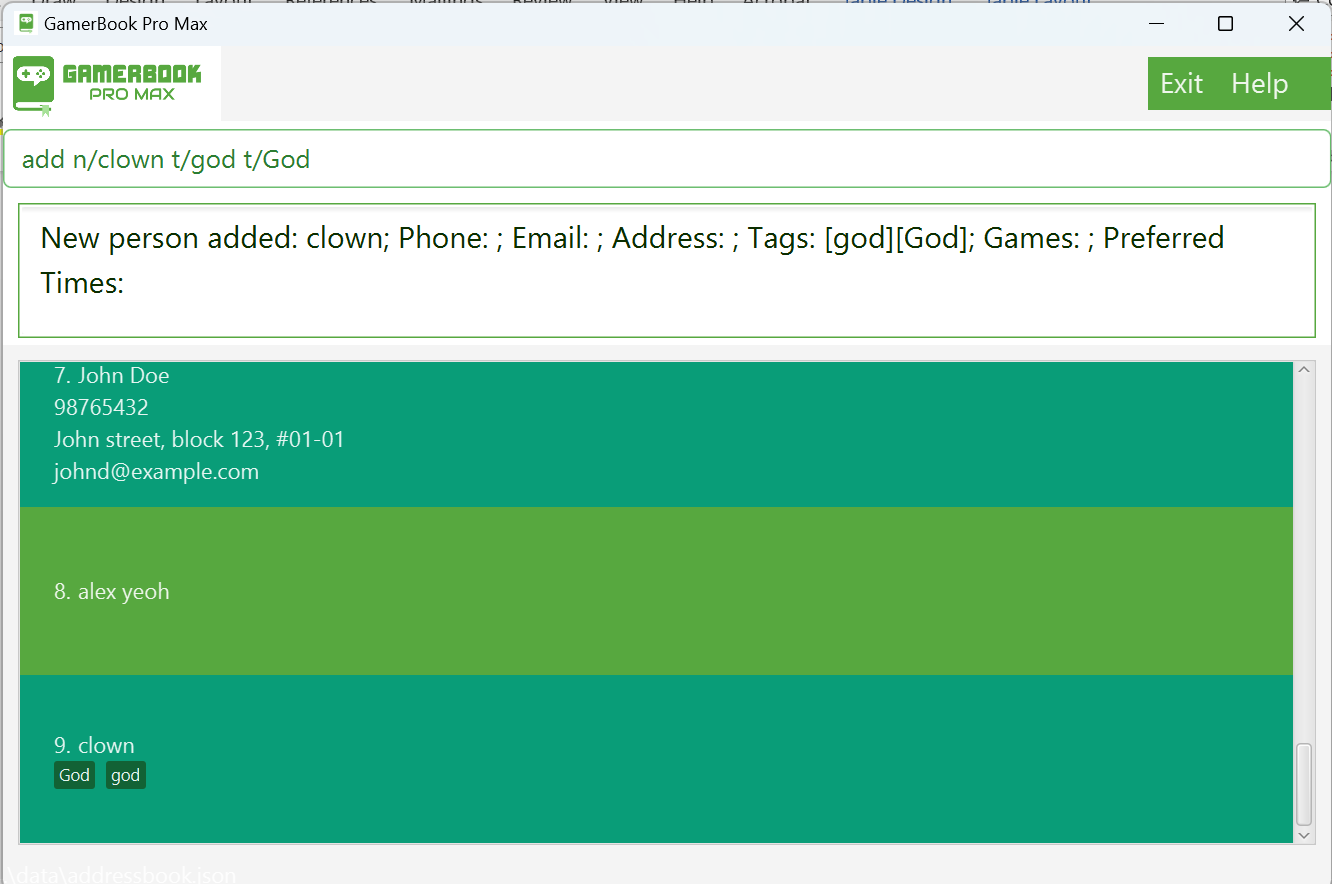 GamerBook Pro Max
GAMERBOOK
PRO MAX
Exit Help
add n/clown t/god t/God
New person added: clown; Phone: ; Email: ; Address: ; Tags: [god][God]; Games: ; Preferred
Times:
7. John Doe
98765432
John street, block 123, #01-01
johnd@example.com
8. alex yeoh
9. clown
God god
.\data\addressbook.json